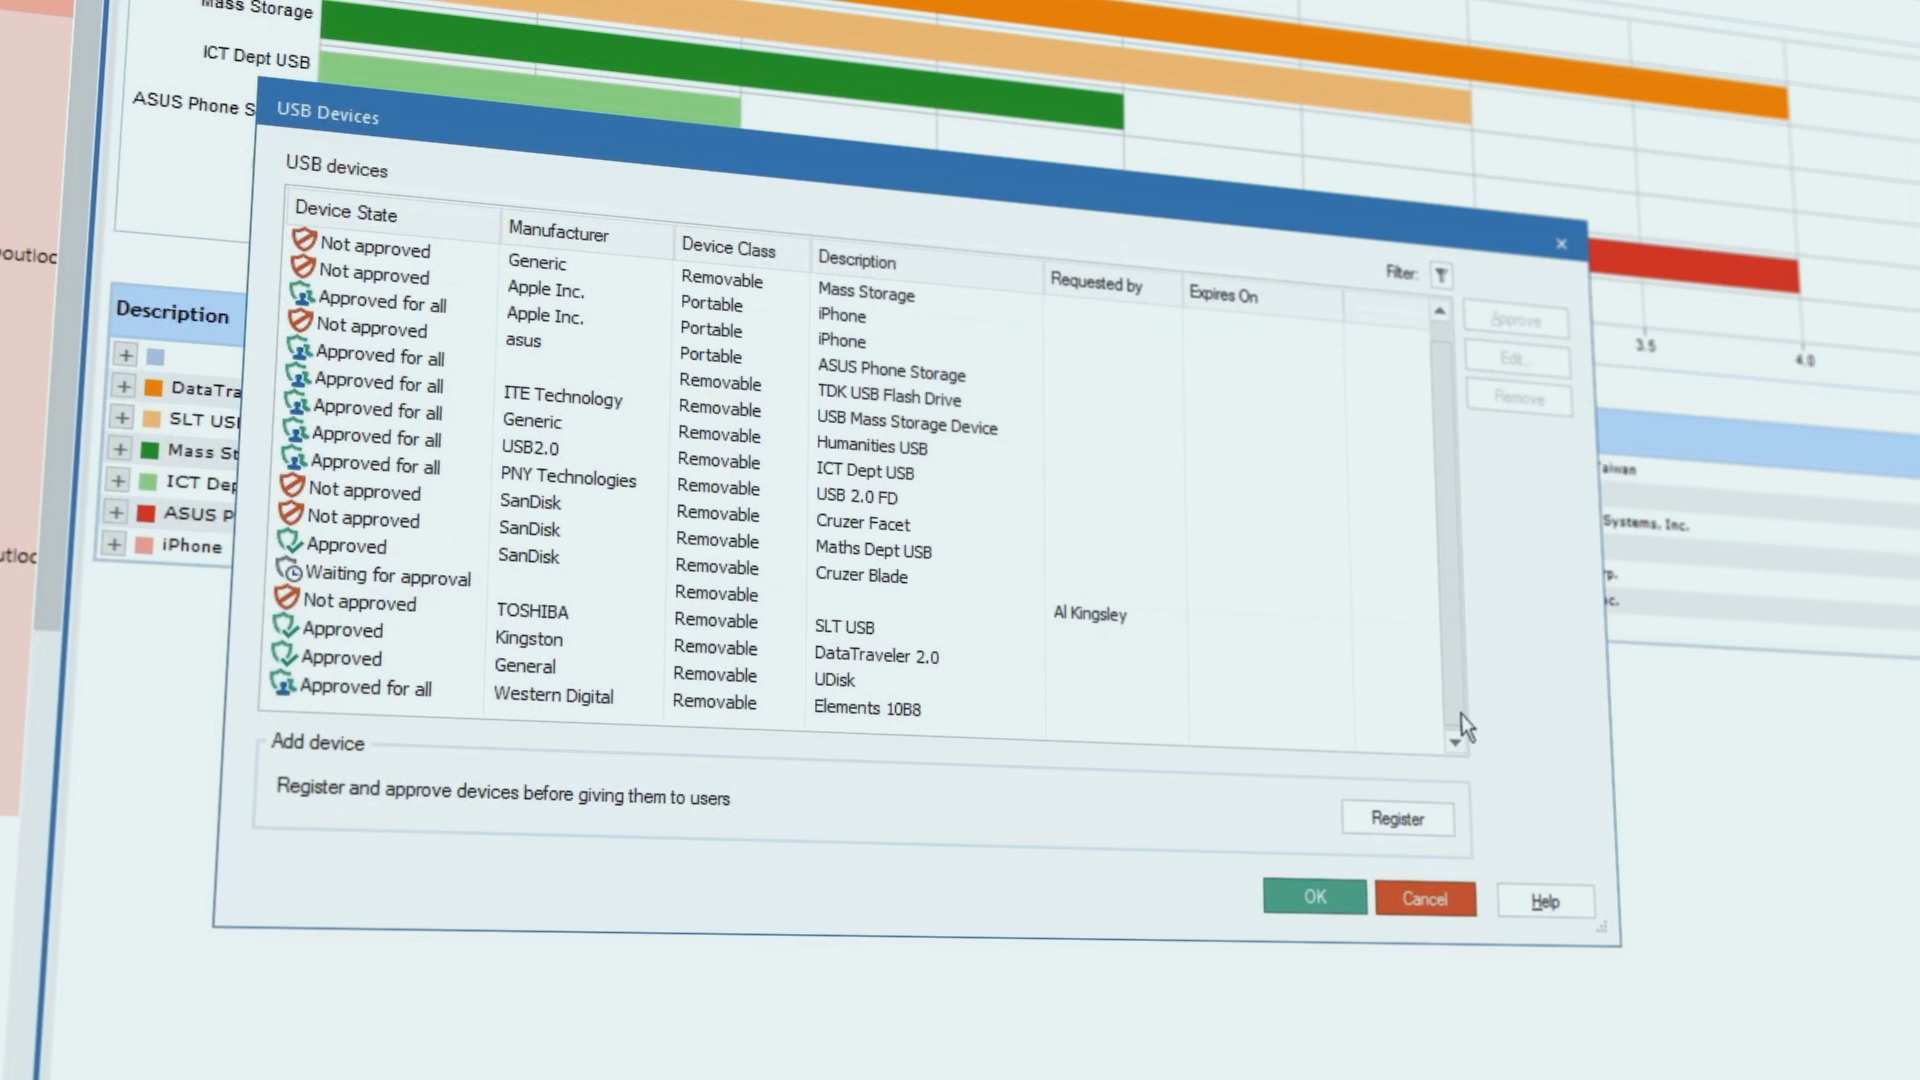 Mass Storage
ICT Dept USB
ASUS Phone S
USB Devices
USB devices
Filter:
Device State Manufacturer Device Class Description Requested by Expires On
Not approved Generic Removable Mass Storage
Not approved Apple Inc. Portable iPhone
Approved for all Apple Inc. Portable iPhone
Not approved asus Portable ASUS Phone Storage
Approved for all Removable TDK USB Flash Drive
Approved for all ITE Technology Removable USB Mass Storage Device
Approved for all Generic Removable Humanities USB
Approved for all USB2.0 Removable ICT Dept USB
Approved for all PNY Technologies Removable USB 2.0 FD
Not approved SanDisk Removable Cruzer Facet
Not approved SanDisk Removable Maths Dept USB
Approved SanDisk Removable Cruzer Blade
Waiting for approval Removable Al Kingsley
Not approved TOSHIBA Removable SLT USB
Approved Kingston Removable DataTraveler 2.0
Approved General Removable UDisk
Approved for all Western Digital Removable Elements 10B8
Approve
Edit...
Remove
Add device
Register and approve devices before giving them to users
Register
OK Cancel Help
3.5 4.0
Description
DataTra
SLT US
Mass St
ICT De
ASUS P
iPhone
outloc
utloc
aiwan
Systems, Inc.